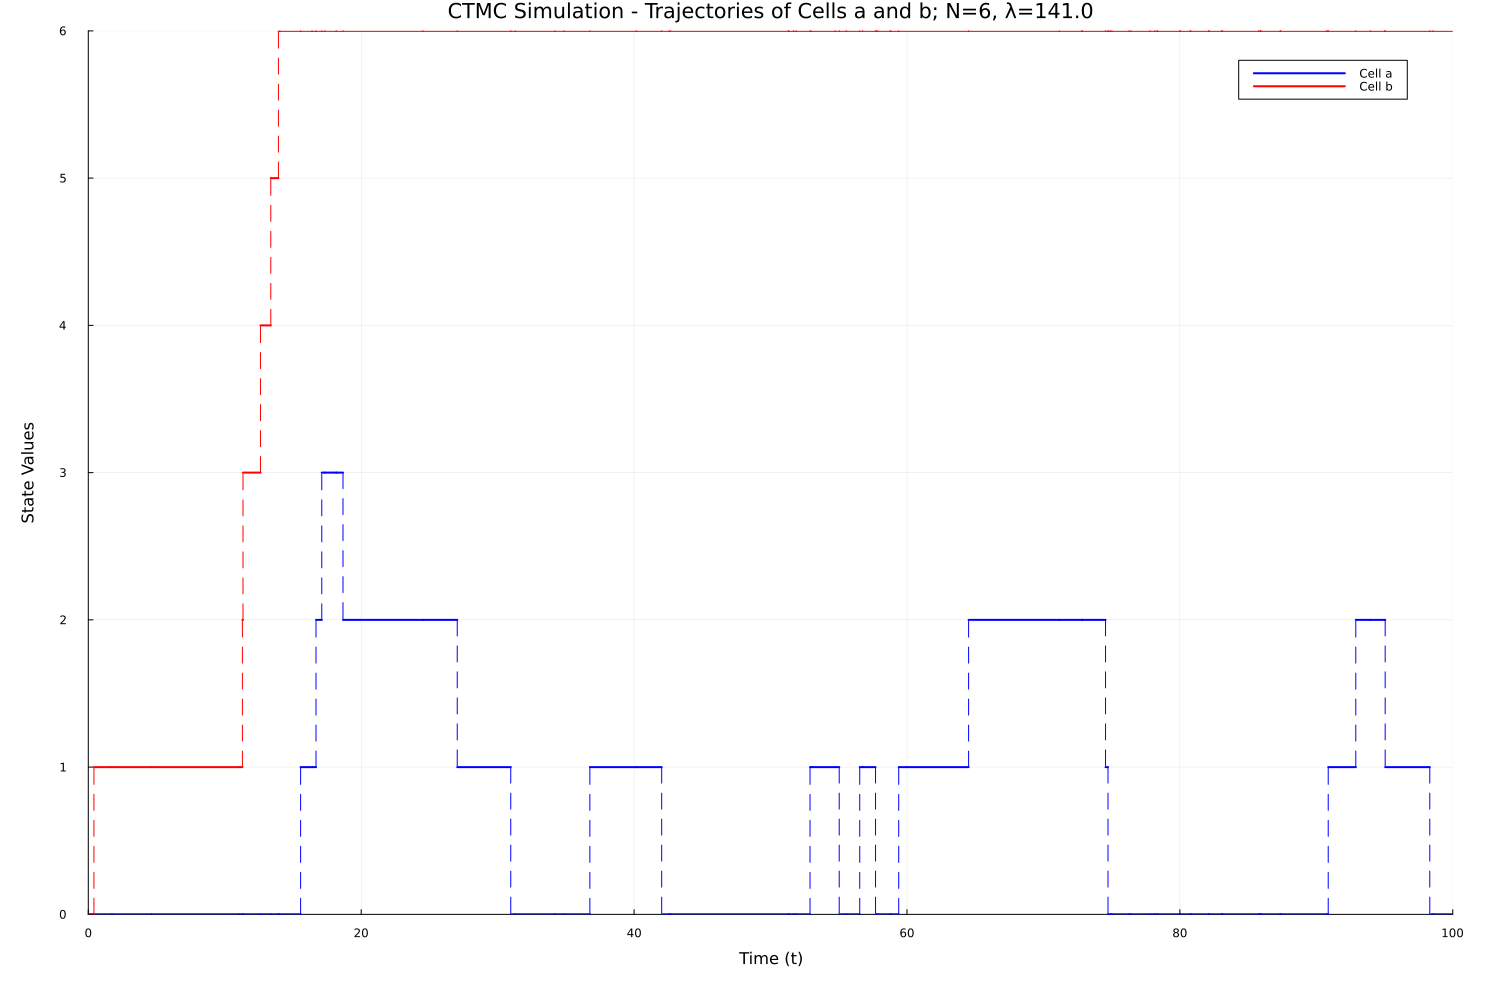 CTMC Simulation - Trajectories of Cells a and b; N=6, λ=141.0
6
5
4
3
2
1
0
State Values
Cell a
Cell b
0 20 40 60 80 100
Time (t)